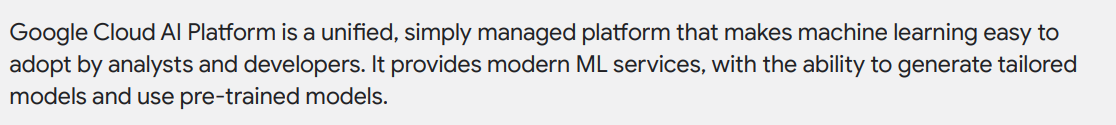 Google Cloud AI Platform is a unified, simply managed platform that makes machine learning easy to
adopt by analysts and developers. It provides modern ML services, with the ability to generate tailored
models and use pre-trained models.